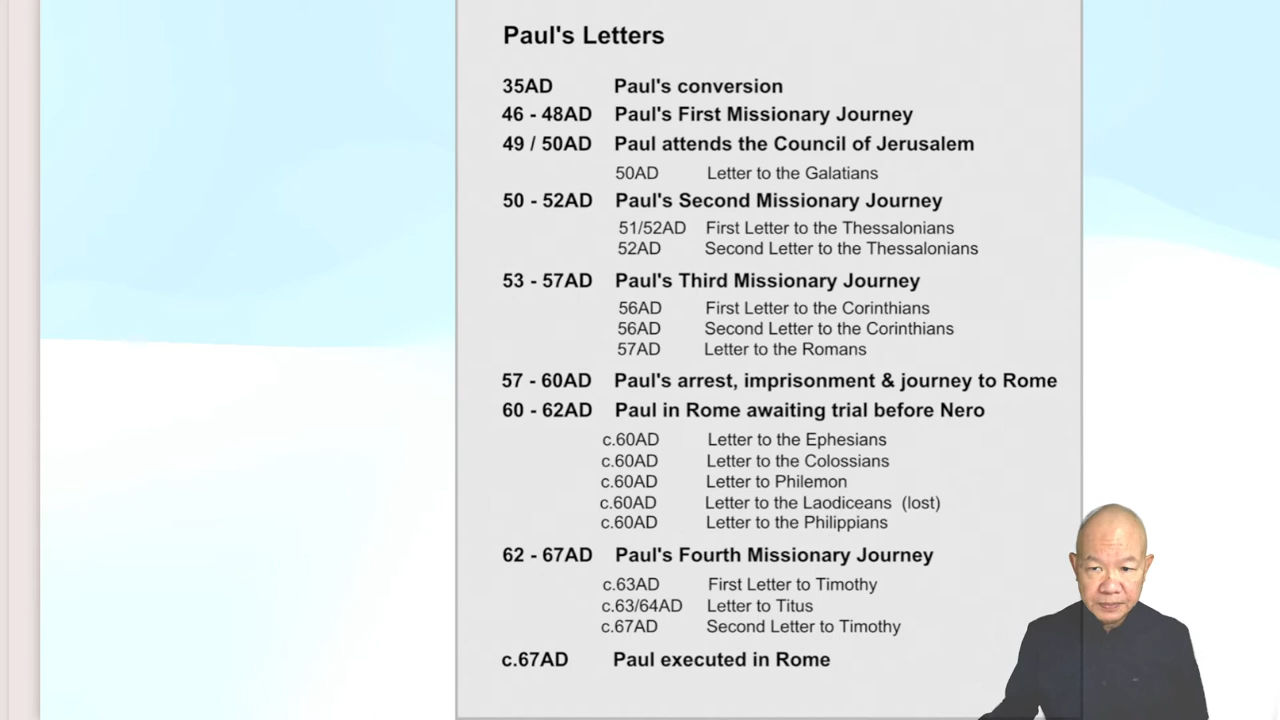 Paul's Letters
35AD Paul's conversion
46 - 48AD Paul's First Missionary Journey
49 / 50AD Paul attends the Council of Jerusalem
50AD Letter to the Galatians
50 - 52AD Paul's Second Missionary Journey
51/52AD First Letter to the Thessalonians
52AD Second Letter to the Thessalonians
53 - 57AD Paul's Third Missionary Journey
56AD First Letter to the Corinthians
56AD Second Letter to the Corinthians
57AD Letter to the Romans
57 - 60AD Paul's arrest, imprisonment & journey to Rome
60 - 62AD Paul in Rome awaiting trial before Nero
c.60AD Letter to the Ephesians
c.60AD Letter to the Colossians
c.60AD Letter to Philemon
c.60AD Letter to the Laodiceans (lost)
c.60AD Letter to the Philippians
62 - 67AD Paul's Fourth Missionary Journey
c.63AD First Letter to Timothy
c.63/64AD Letter to Titus
c.67AD Second Letter to Timothy
c.67AD Paul executed in Rome